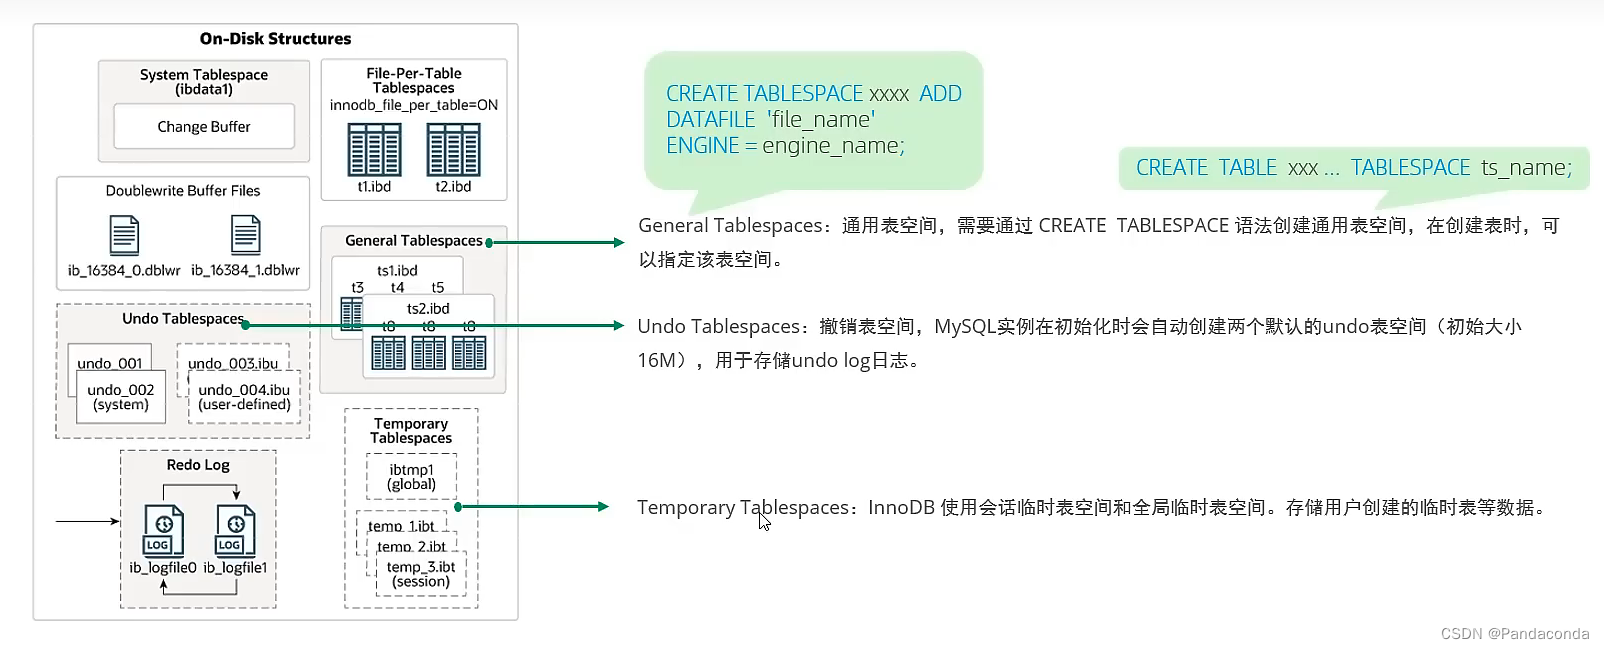 On-Disk Structures
System Tablespace
(ibdata1)
Change Buffer
File-Per-Table
Tablespaces
innodb_file_per_table=ON
t1.ibd
t2.ibd
Doublewrite Buffer Files
ib_16384_0.dblwr
ib_16384_1.dblwr
General Tablespaces
ts1.ibd
t3
t4
t5
ts2.ibd
t8
t8
Undo Tablespaces
undo_001
undo_002
(system)
undo_003.ibu
undo_004.ibu
(user-defined)
Temporary
Tablespaces
ibtmp1
(global)
temp_1.ibt
temp_2.ibt
temp_3.ibt
(session)
Redo Log
LOG
LOG
ib_logfile0
ib_logfile1
CREATE TABLESPACE xxxx ADD
DATAFILE 'file_name'
ENGINE = engine_name;
CREATE TABLE xxx ... TABLESPACE ts_name;
General Tablespaces：通用表空间，需要通过 CREATE TABLESPACE 语法创建通用表空间，在创建表时，可
以指定该表空间。
Undo Tablespaces：撤销表空间，MySQL实例在初始化时会自动创建两个默认的undo表空间（初始大小
16M），用于存储undo log日志。
Temporary Tablespaces：InnoDB 使用会话临时表空间和全局临时表空间。存储用户创建的临时表等数据。
CSDN @Pandaconda